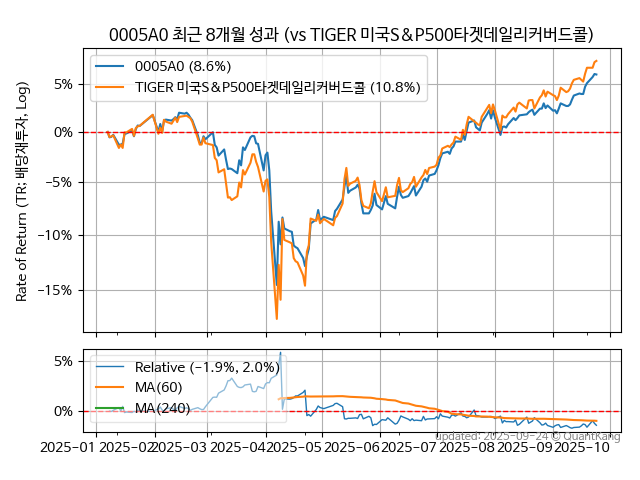 0005A0 최근 8개월 성과 (vs TIGER 미국S&P500타겟데일리커버드콜)
Rate of Return (TR: 배당재투자, Log)
0005A0 (8.6%)
TIGER 미국S&P500타겟데일리커버드콜 (10.8%)
5%
0%
−5%
−10%
−15%
Relative (−1.9%, 2.0%)
MA(60)
MA(240)
5%
0%
2025-01 2025-02 2025-03 2025-04 2025-05 2025-06 2025-07 2025-08 2025-09 2025-10
updated: 2025-09-24 © QuantKang